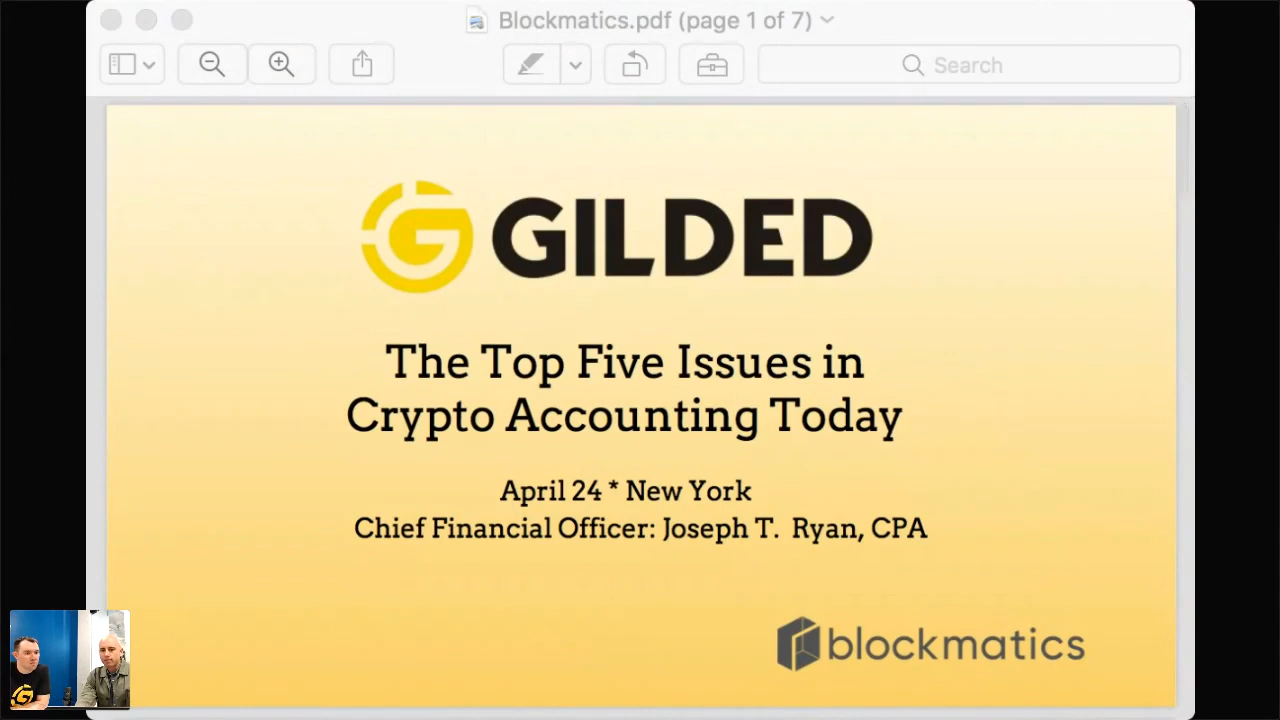 Blockmatics.pdf (page 1 of 7)
Search
GILDED
The Top Five Issues in
Crypto Accounting Today
April 24 * New York
Chief Financial Officer: Joseph T. Ryan, CPA
blockmatics